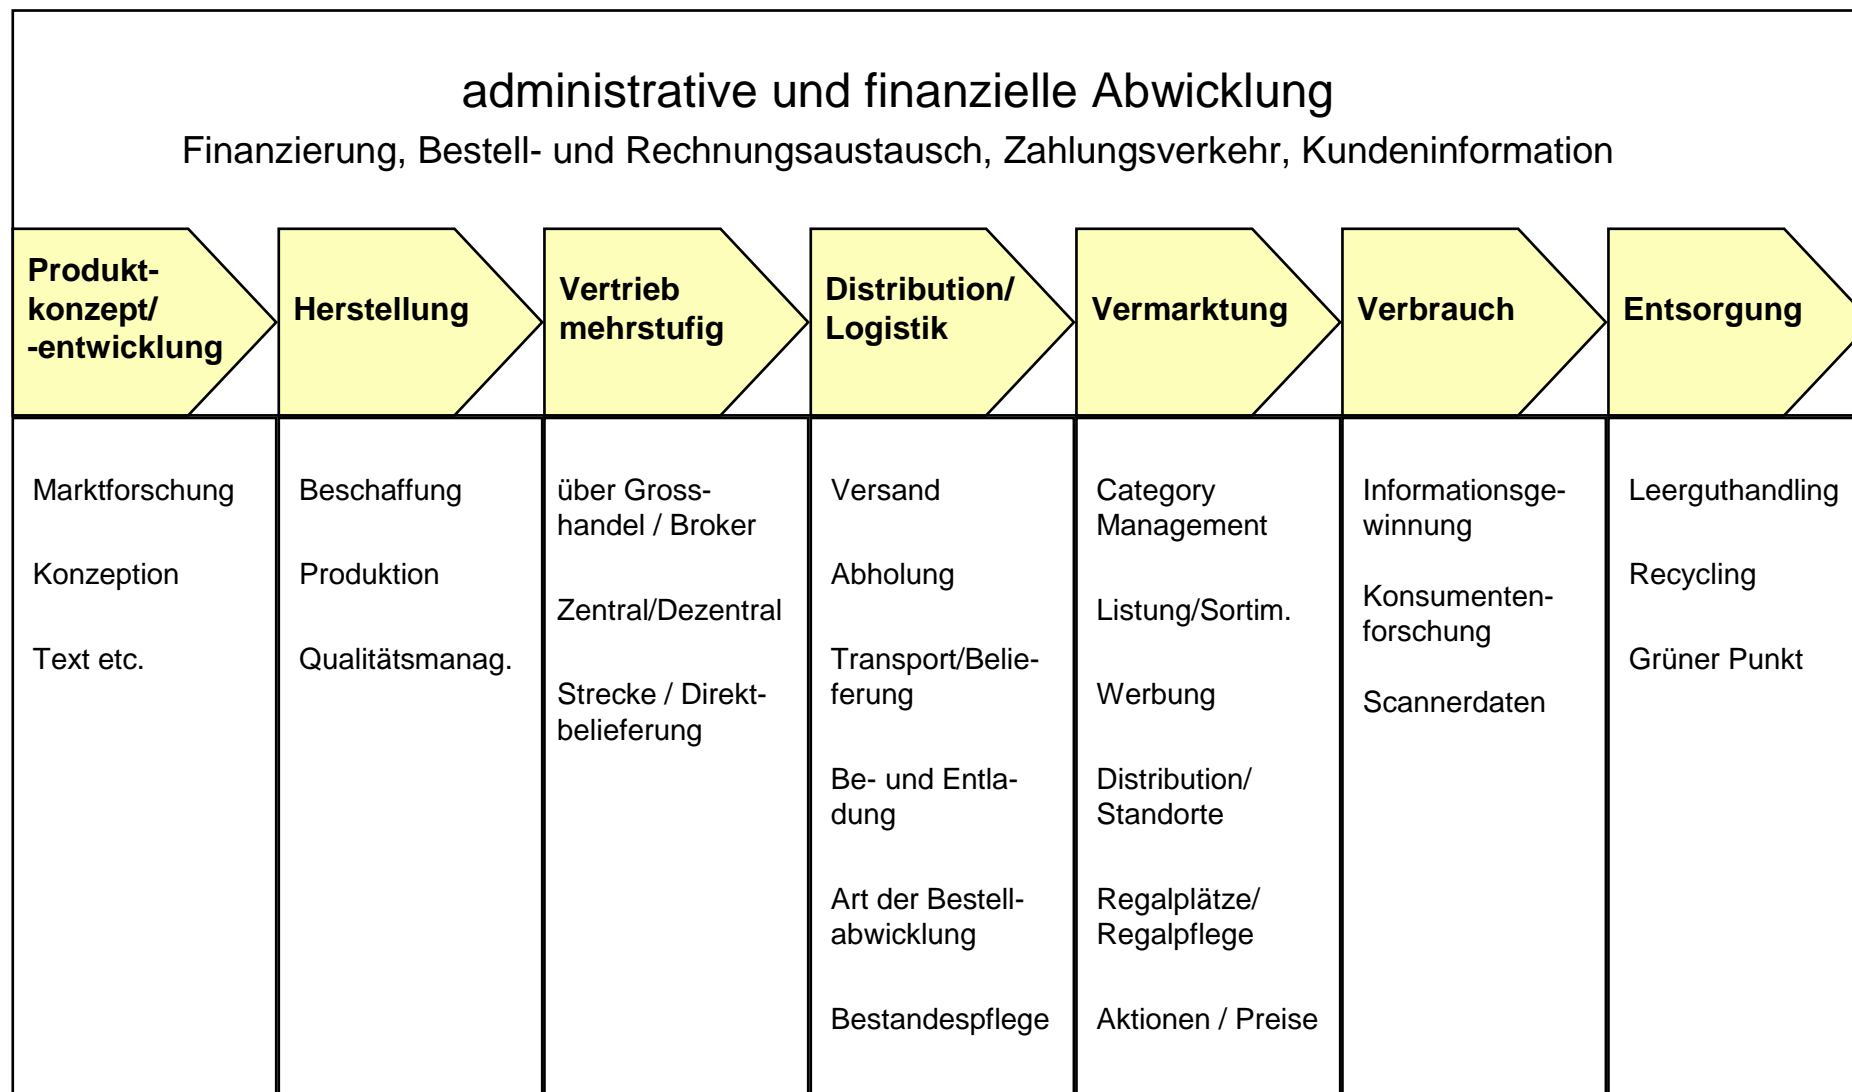 administrative und finanzielle Abwicklung
Finanzierung, Bestell- und Rechnungsaustausch, Zahlungsverkehr, Kundeninformation
Produkt-
konzept/
-entwicklung
Herstellung
Vertrieb
mehrstufig
Distribution/
Logistik
Vermarktung
Verbrauch
Entsorgung
Marktforschung
Konzeption
Text etc.
Beschaffung
Produktion
Qualitätsmanag.
über Gross-
handel / Broker
Zentral/Dezentral
Strecke / Direkt-
belieferung
Versand
Abholung
Transport/Belie-
ferung
Be- und Entla-
dung
Art der Bestell-
abwicklung
Bestandespflege
Category
Management
Listung/Sortim.
Werbung
Distribution/
Standorte
Regalplätze/
Regalpflege
Aktionen / Preise
Informationsge-
winnung
Konsumenten-
forschung
Scannerdaten
Leerguthandling
Recycling
Grüner Punkt